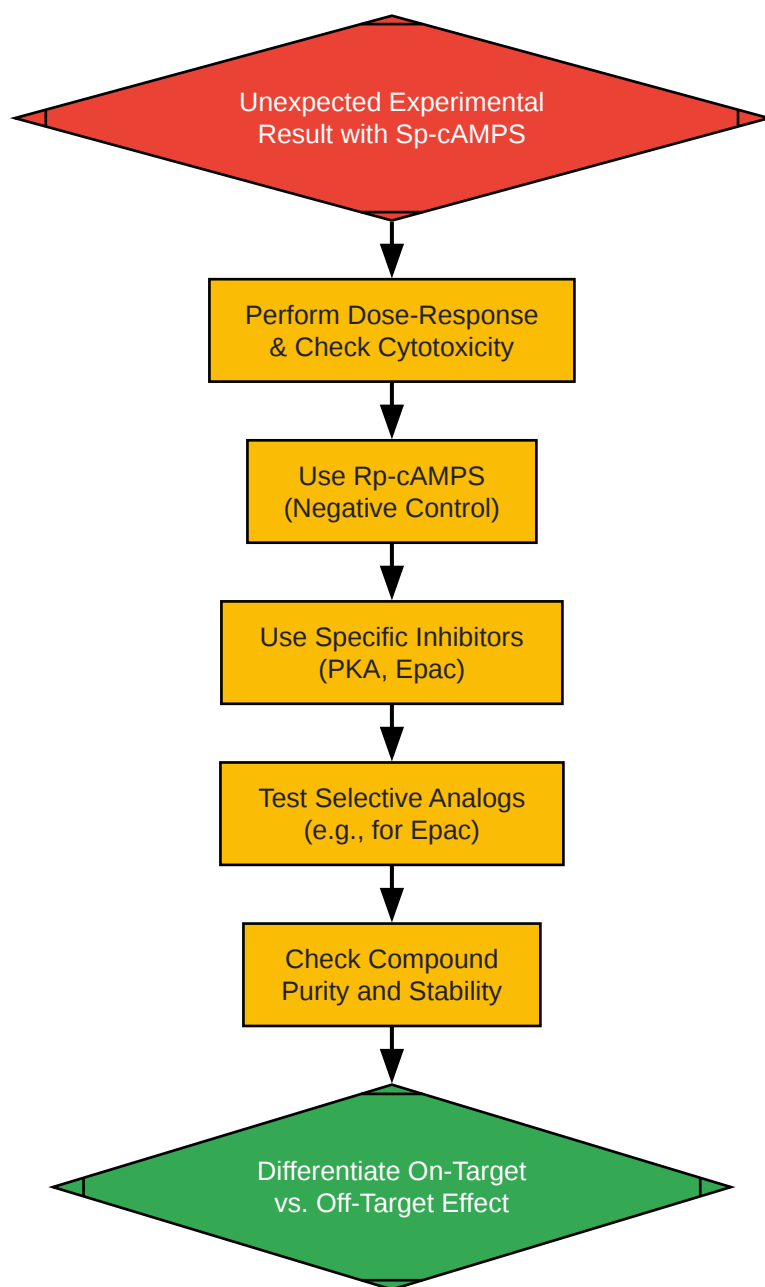 Unexpected Experimental
Result with Sp-cAMPS
Perform Dose-Response
& Check Cytotoxicity
Use Rp-cAMPS
(Negative Control)
Use Specific Inhibitors
(PKA, Epac)
Test Selective Analogs
(e.g., for Epac)
Check Compound
Purity and Stability
Differentiate On-Target
vs. Off-Target Effect